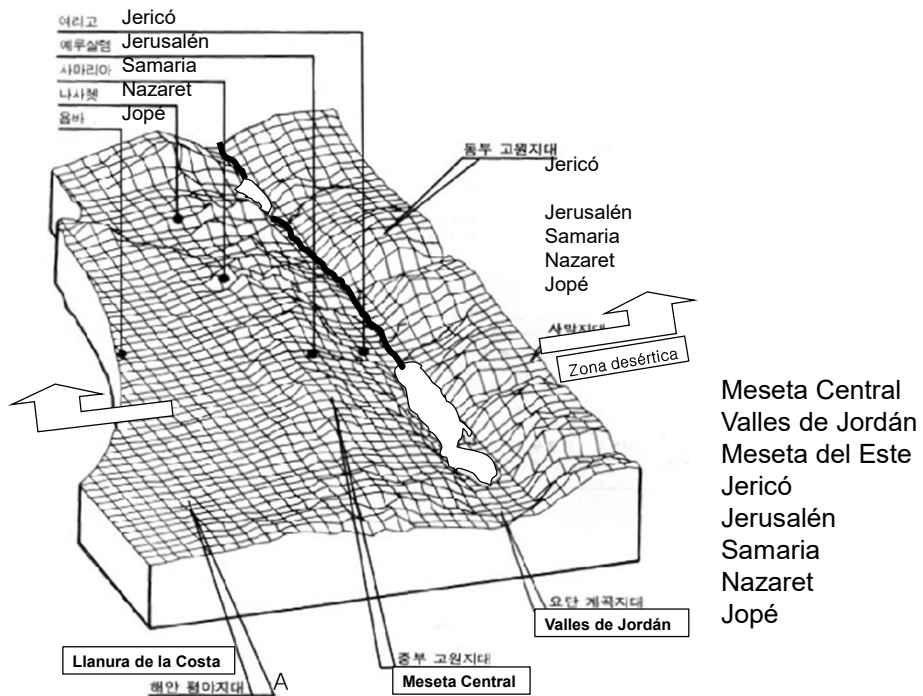 여리고 Jericó
예루살렘 Jerusalén
사마리아 Samaria
나사렛 Nazaret
욥바 Jopé
동부 고원지대
Jericó
Jerusalén
Samaria
Nazaret
Jopé
사막지대
Zona desértica
Meseta Central
Valles de Jordán
Meseta del Este
Jericó
Jerusalén
Samaria
Nazaret
Jopé
요단 계곡지대
Valles de Jordán
Llanura de la Costa
중부 고원지대
해안 평야지대 A
Meseta Central